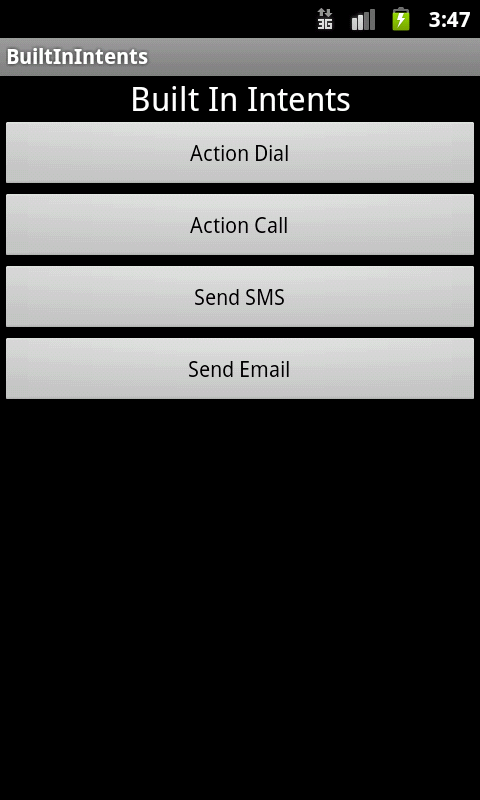 3G 3:47
BuiltInIntents
Built In Intents
Action Dial
Action Call
Send SMS
Send Email